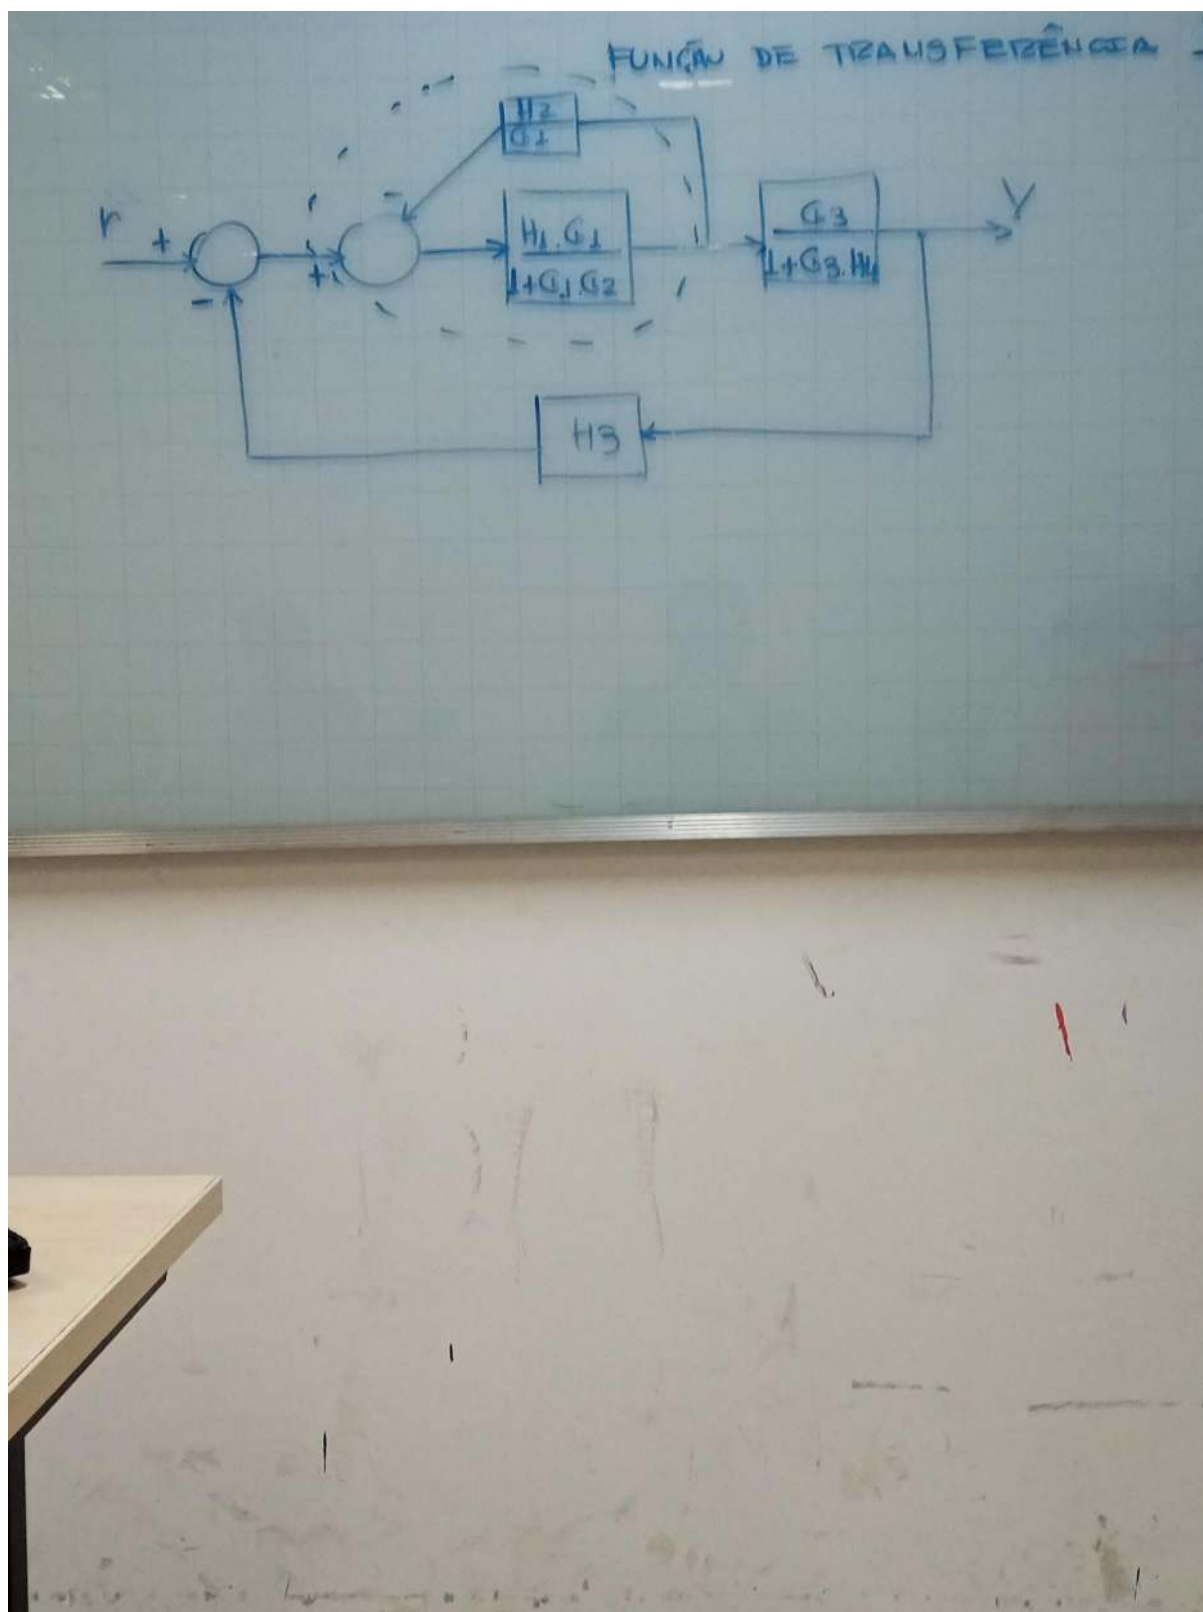 FUNÇÃO DE TRANSFERÊNCIA =
H2
G1
r
+
-
+
-
H1.G1
1+G1.G2
G3
1+G3.H4
Y
H3